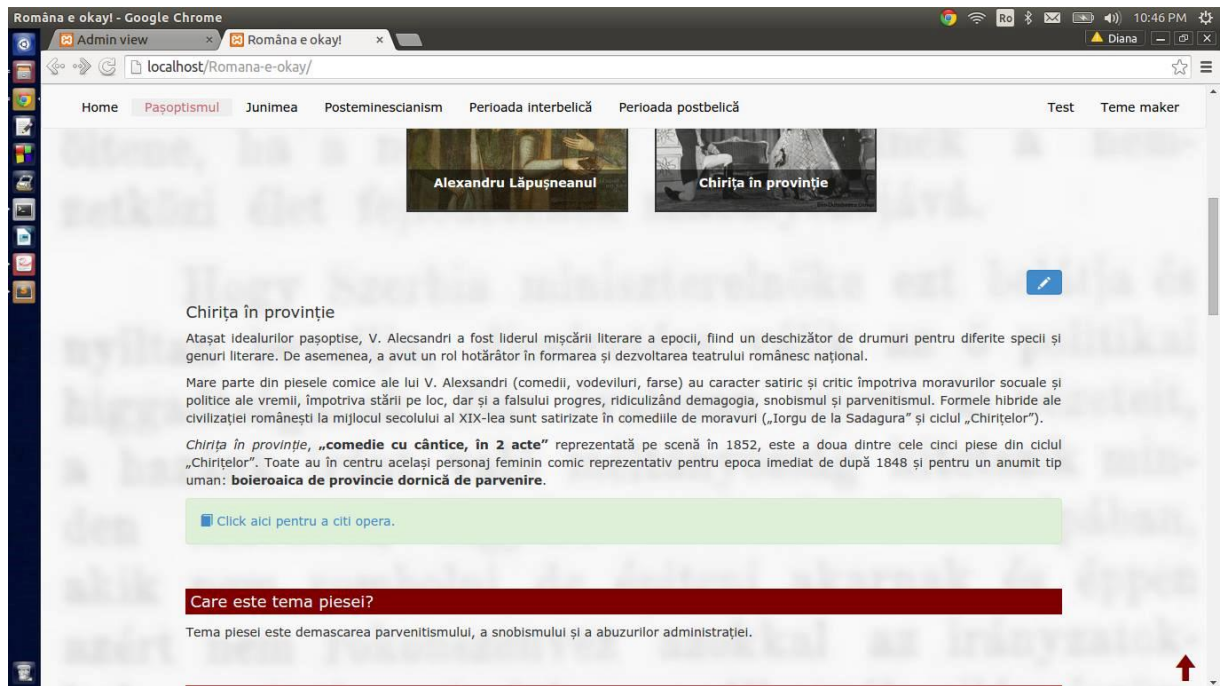 Româna e okay! - Google Chrome
Ro
10:46 PM
Admin view
Româna e okay!
Diana
localhost/Romana-e-okay/
Home Pașoptismul Junimea Posteminescianism Perioada interbelică Perioada postbelică Test Teme maker
Alexandru Lăpușneanul
Chirița în provinție
Chirița în provinție
Atașat idealurilor pașoptise, V. Alecsandri a fost liderul mișcării literare a epocii, fiind un deschizător de drumuri pentru diferite specii și
genuri literare. De asemenea, a avut un rol hotărâtor în formarea și dezvoltarea teatrului românesc național.
Mare parte din piesele comice ale lui V. Alexsandri (comedii, vodeviluri, farse) au caracter satiric și critic împotriva moravurilor socuale și
politice ale vremii, împotriva stării pe loc, dar și a falsului progres, ridiculizând demagogia, snobismul și parvenitismul. Formele hibride ale
civilizației românești la mijlocul secolului al XIX-lea sunt satirizate în comediile de moravuri („Iorgu de la Sadagura” și ciclul „Chirițelor”).
Chirița în provinție, „comedie cu cântice, în 2 acte” reprezentată pe scenă în 1852, este a doua dintre cele cinci piese din ciclul
„Chirițelor”. Toate au în centru același personaj feminin comic reprezentativ pentru epoca imediat de după 1848 și pentru un anumit tip
uman: boieroaica de provincie dornică de parvenire.
Click aici pentru a citi opera.
Care este tema piesei?
Tema piesei este demascarea parvenitismului, a snobismului și a abuzurilor administrației.